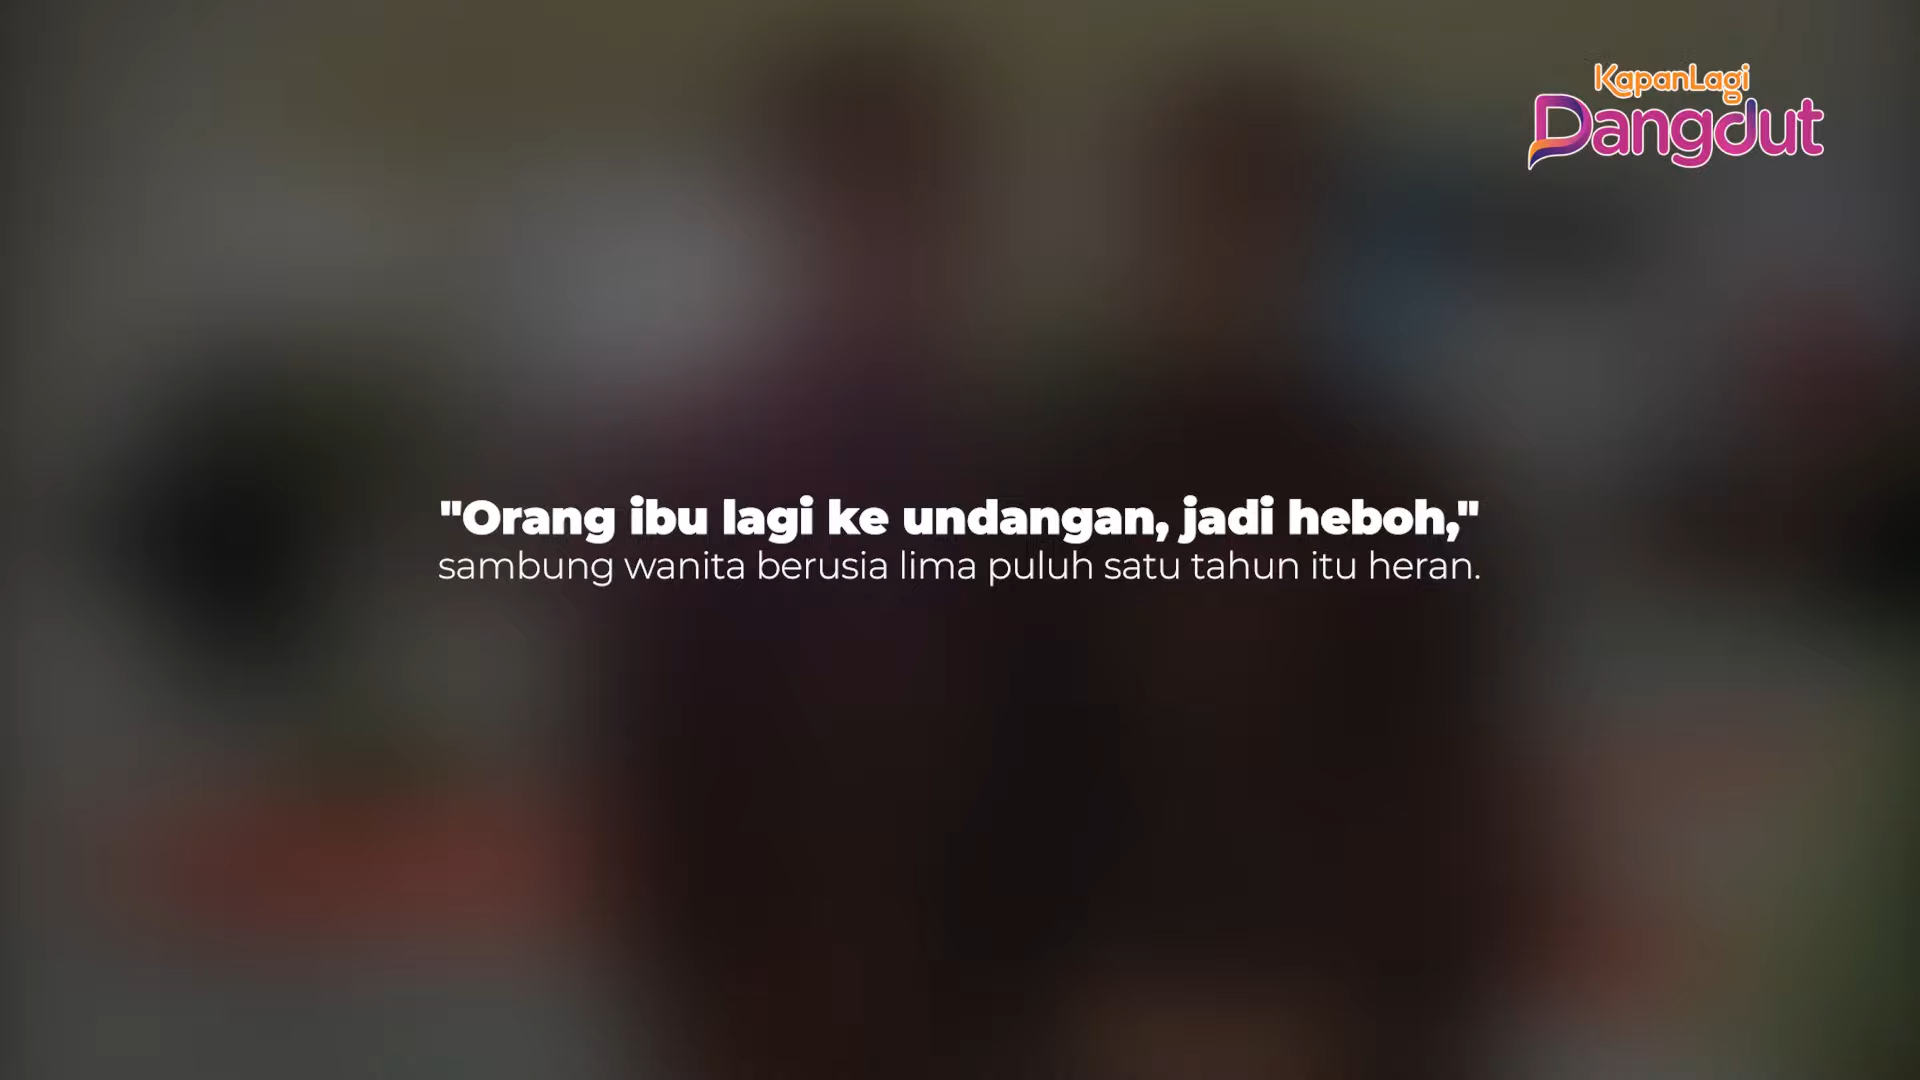 KapanLagi
Dangdut
"Orang ibu lagi ke undangan, jadi heboh,"
sambung wanita berusia lima puluh satu tahun itu heran.